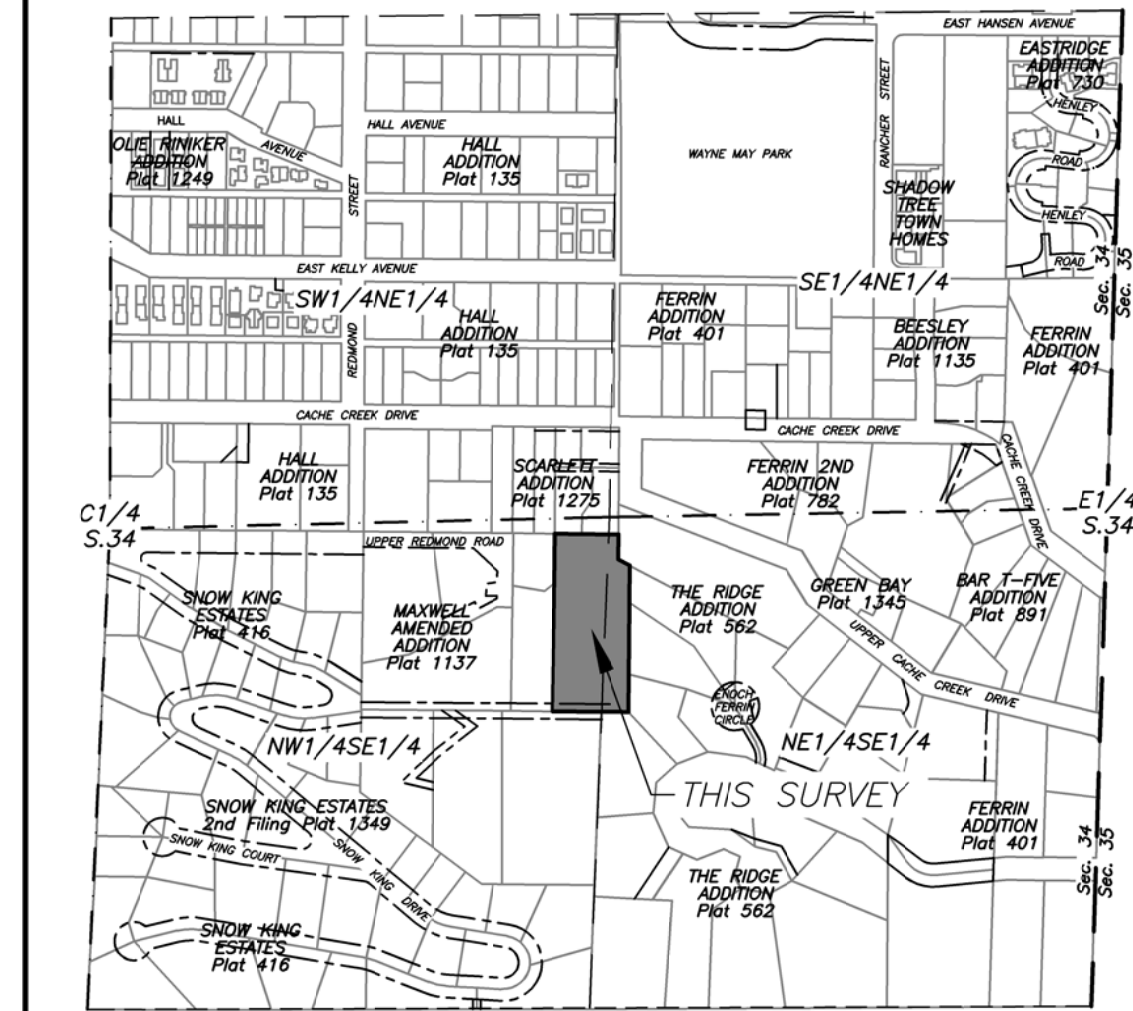 EAST HANSEN AVENUE
EASTRIDGE
ADDITION
Plat 730
HENLEY
ROAD
HENLEY
ROAD
RANCHER STREET
WAYNE MAY PARK
SHADOW
TREE
TOWN
HOMES
HALL
AVENUE
OLIE RINIKER
ADDITION
Plat 1249
HALL AVENUE
HALL
ADDITION
Plat 135
STREET
REDMOND
EAST KELLY AVENUE
SW1/4NE1/4
SE1/4NE1/4
Sec. 34
Sec. 35
HALL
ADDITION
Plat 135
FERRIN
ADDITION
Plat 401
BEESLEY
ADDITION
Plat 1135
FERRIN
ADDITION
Plat 401
CACHE CREEK DRIVE
CACHE CREEK DRIVE
CACHE CREEK DRIVE
HALL
ADDITION
Plat 135
SCARLETT
ADDITION
Plat 1275
FERRIN 2ND
ADDITION
Plat 782
C1/4
S.34
E1/4
S.34
UPPER REDMOND ROAD
SNOW KING
ESTATES
Plat 416
MAXWELL
AMENDED
ADDITION
Plat 1137
THE RIDGE
ADDITION
Plat 562
GREEN BAY
Plat 1345
BAR T-FIVE
ADDITION
Plat 891
UPPER CACHE CREEK DRIVE
ENOCH
FERRIN
CIRCLE
NW1/4SE1/4
NE1/4SE1/4
THIS SURVEY
SNOW KING ESTATES
2nd Filing Plat 1349
SNOW KING COURT
SNOW KING DRIVE
FERRIN
ADDITION
Plat 401
Sec. 34
Sec. 35
THE RIDGE
ADDITION
Plat 562
SNOW KING
ESTATES
Plat 416